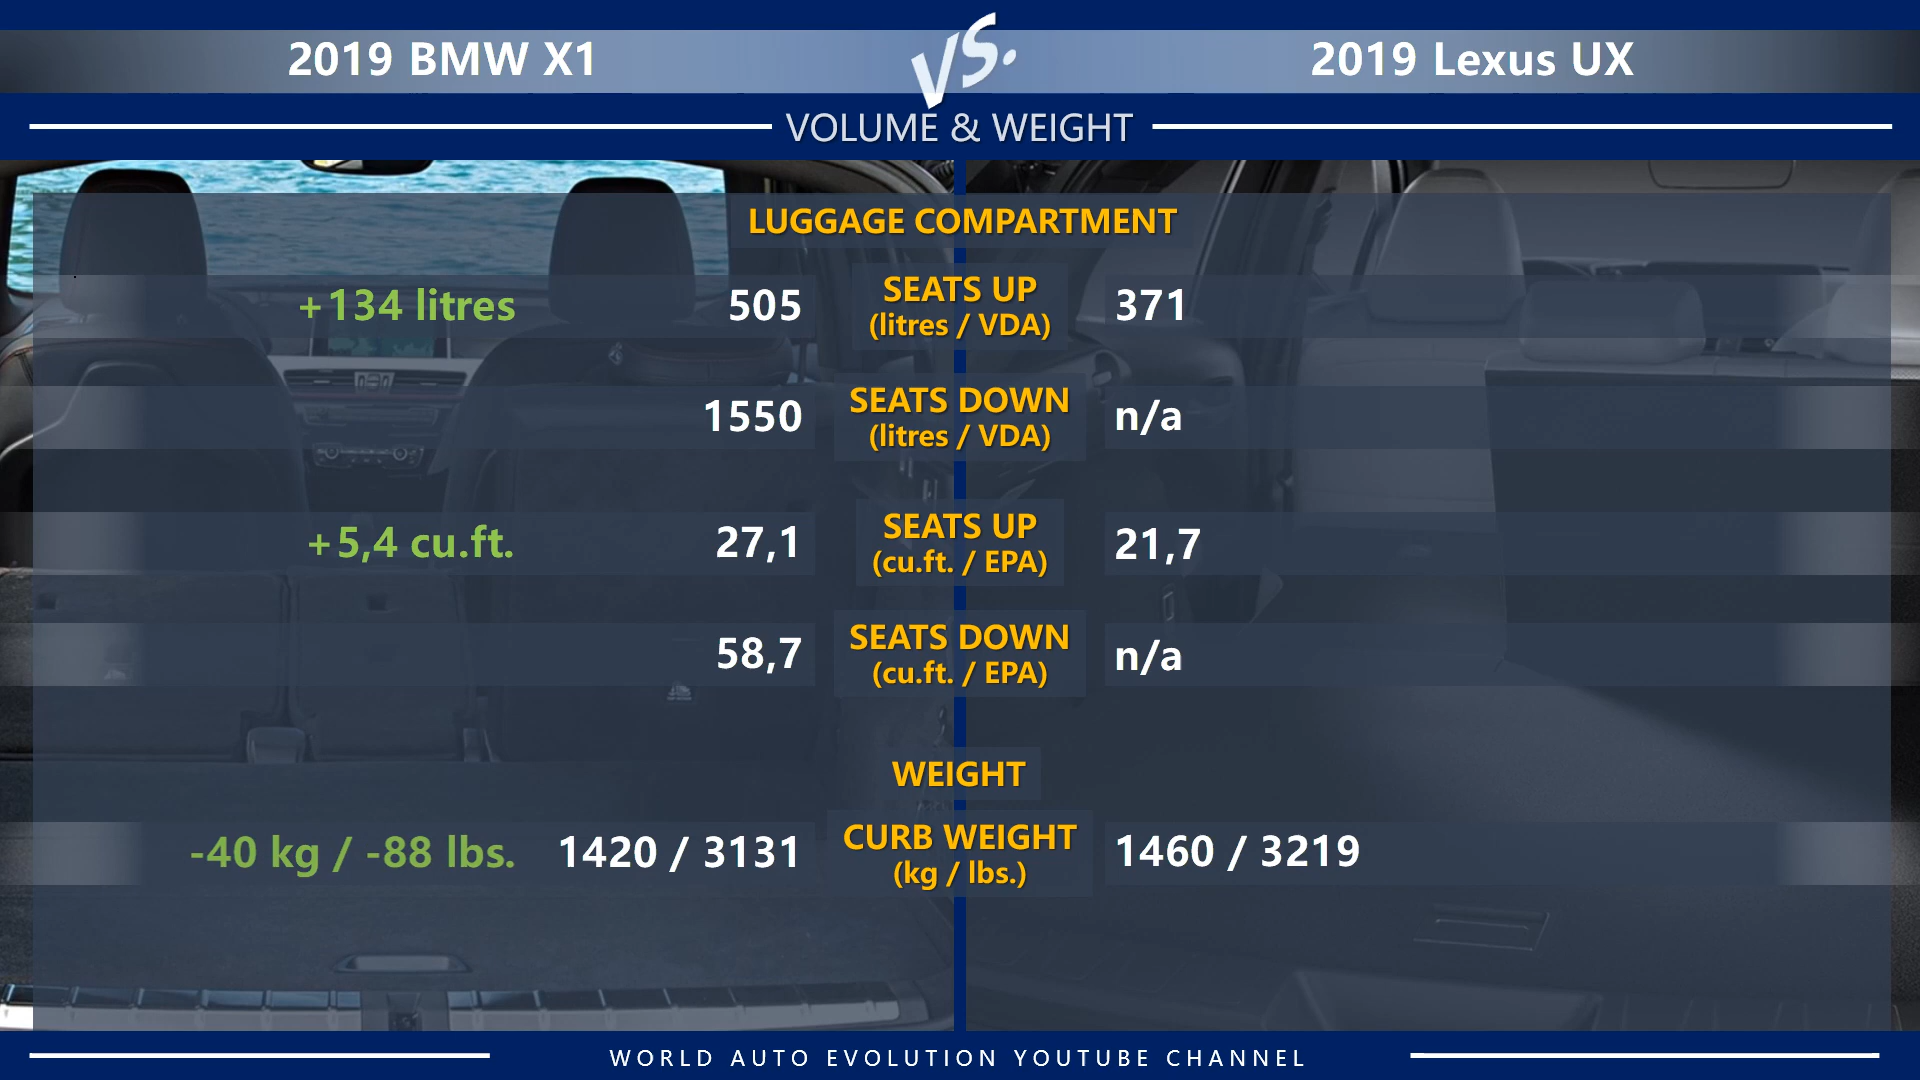 2019 BMW X1
VS.
2019 Lexus UX
VOLUME & WEIGHT
LUGGAGE COMPARTMENT
+134 litres 505 SEATS UP 371
(litres / VDA)
1550 SEATS DOWN n/a
(litres / VDA)
+5,4 cu.ft. 27,1 SEATS UP 21,7
(cu.ft. / EPA)
58,7 SEATS DOWN n/a
(cu.ft. / EPA)
WEIGHT
-40 kg / -88 lbs. 1420 / 3131 CURB WEIGHT 1460 / 3219
(kg / lbs.)
WORLD AUTO EVOLUTION YOUTUBE CHANNEL